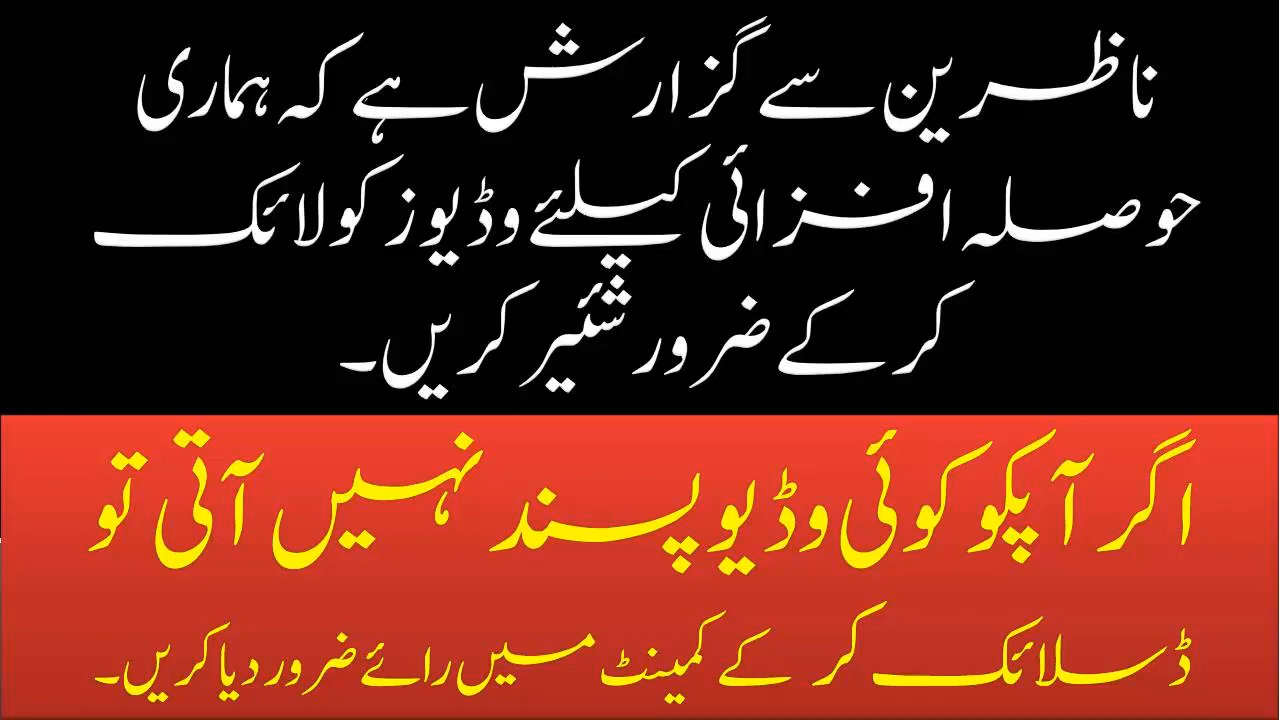 ناظرین سے گزارش ہے کہ ہماری
حوصلہ افزائی کیلئے وڈیوز کو لائک
کر کے ضرور شئیر کریں۔
اگر آپکو کوئی وڈیو پسند نہیں آتی تو
ڈسلائک کر کے کمینٹ میں رائے ضرور دیا کریں۔